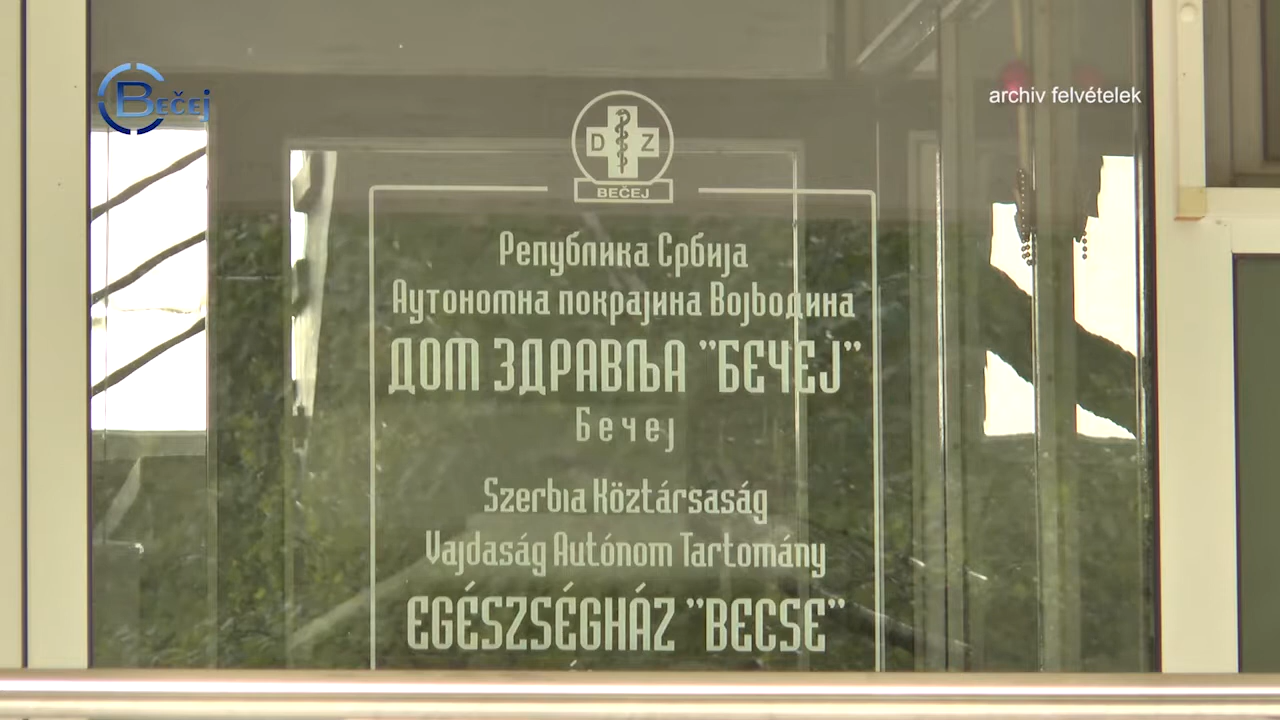 Bečej
archiv felvételek
D Z
BEČEJ
Република Србија
Аутономна покрајина Војводина
ДОМ ЗДРАВЉА "БЕЧЕЈ"
Бечеј
Szerbia Köztársaság
Vajdaság Autónom Tartomány
EGÉSZSÉGHÁZ "BECSE"